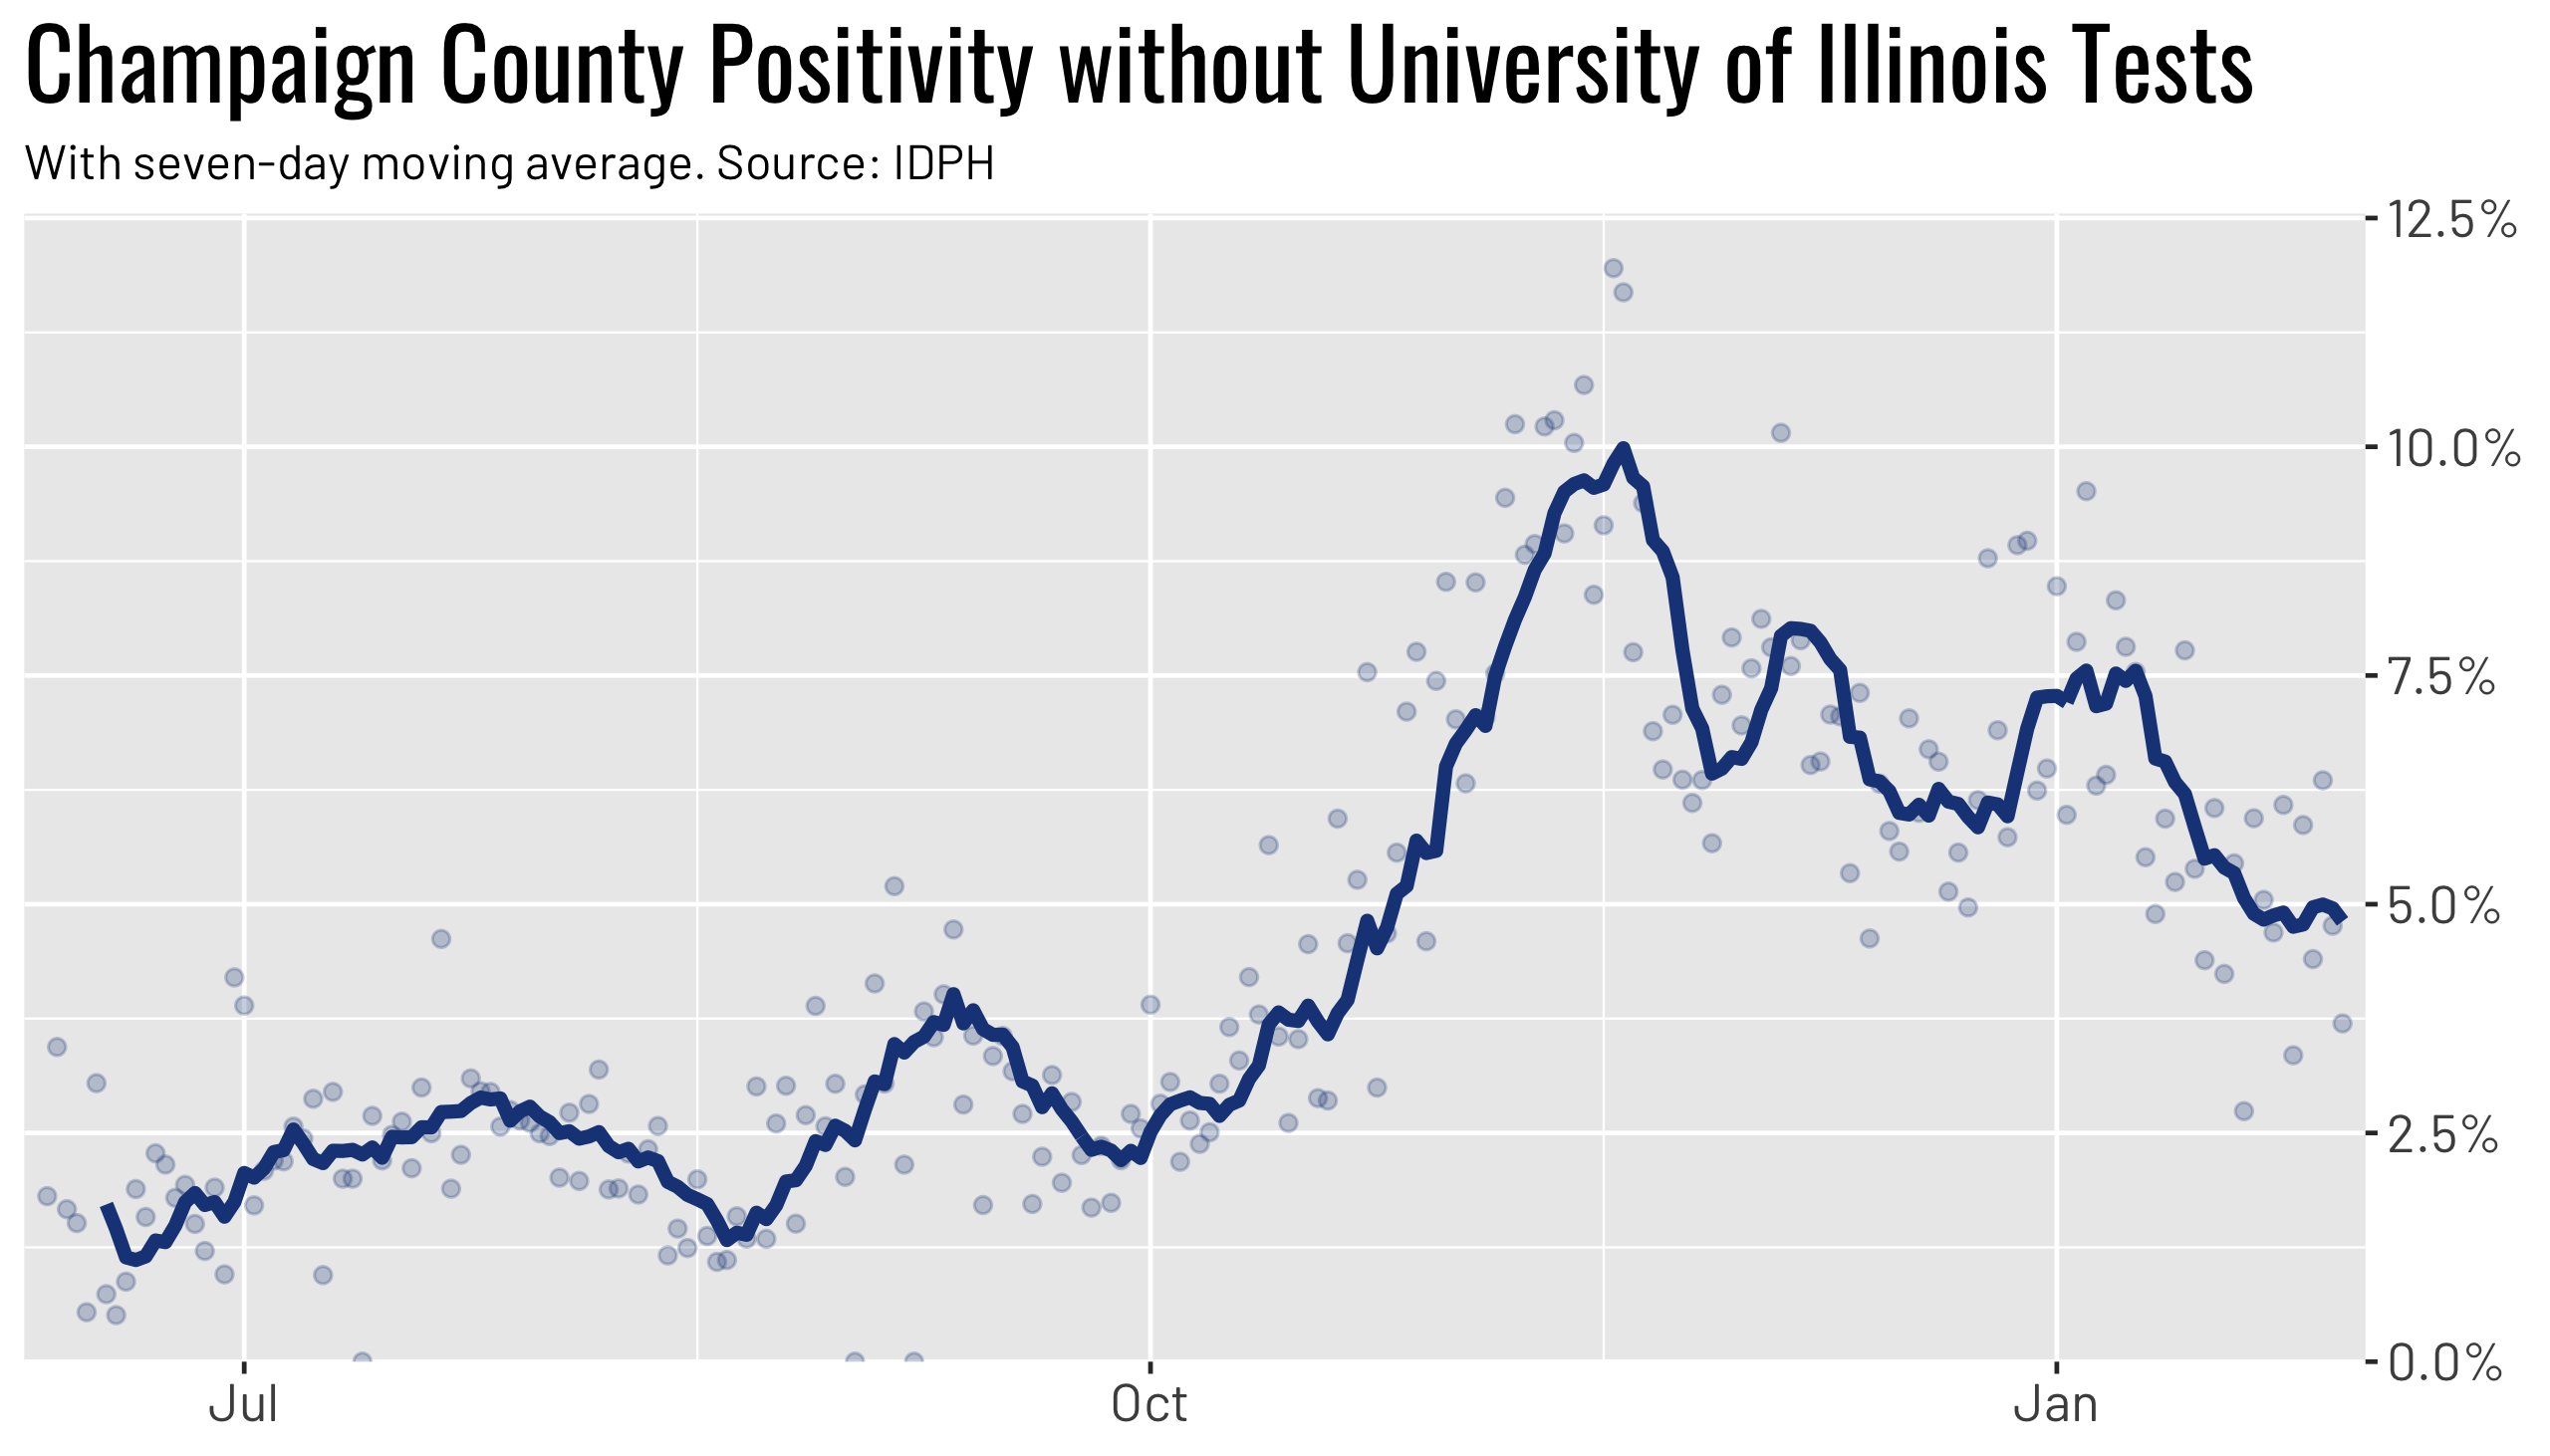 Champaign County Positivity without University of Illinois Tests
With seven-day moving average. Source: IDPH
12.5%
10.0%
7.5%
5.0%
2.5%
0.0%
Jul Oct Jan